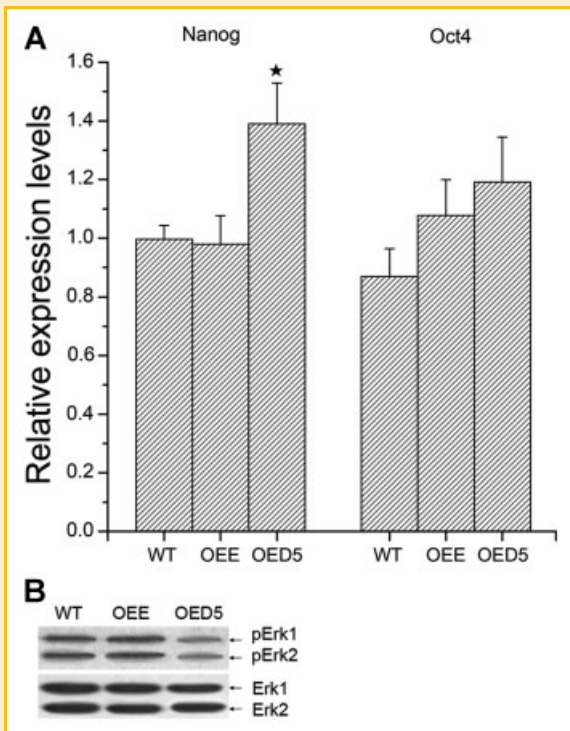 A
Nanog Oct4
Relative expression levels
1.6
1.4
1.2
1.0
0.8
0.6
0.4
0.2
0.0
WT OEE OED5 WT OEE OED5
B
WT OEE OED5
pErk1
pErk2
Erk1
Erk2